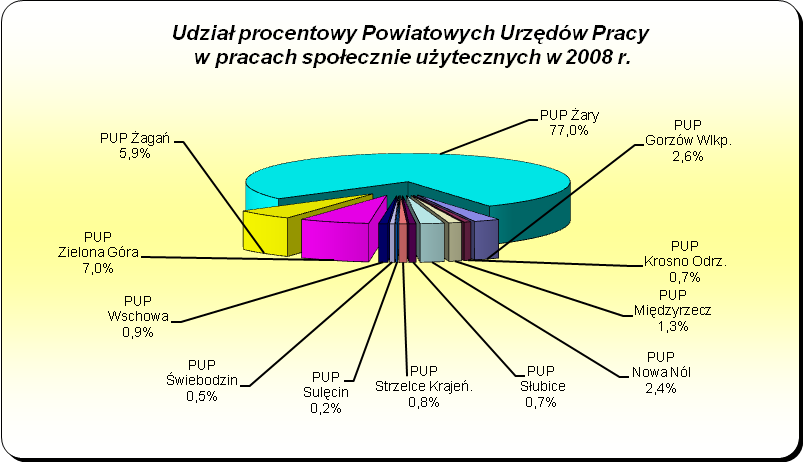 Udział procentowy Powiatowych Urzędów Pracy
w pracach społecznie użytecznych w 2008 r.
PUP Żary
77,0%
PUP
Gorzów Wlkp.
2,6%
PUP Żagań
5,9%
PUP
Zielona Góra
7,0%
PUP
Krosno Odrz.
0,7%
PUP
Międzyrzecz
1,3%
PUP
Wschowa
0,9%
PUP
Świebodzin
0,5%
PUP
Sulęcin
0,2%
PUP
Strzelce Krajeń.
0,8%
PUP
Słubice
0,7%
PUP
Nowa Nól
2,4%